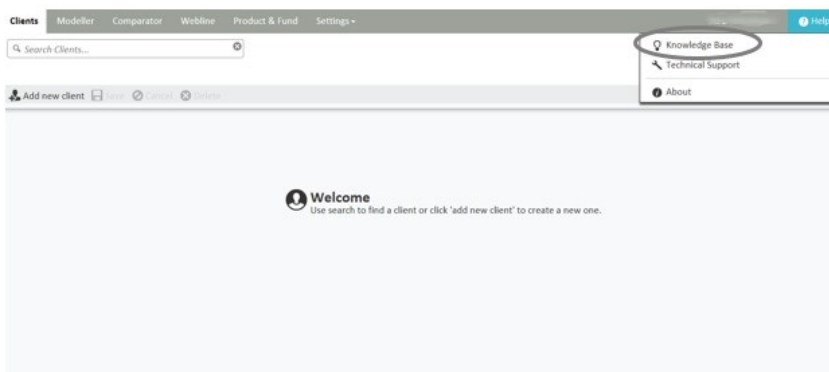 Clients Modeller Comparator Webline Product & Fund Settings Help
Search Clients...
Knowledge Base
Technical Support
About
Add new client Save Cancel Delete
Welcome
Use search to find a client or click 'add new client' to create a new one.